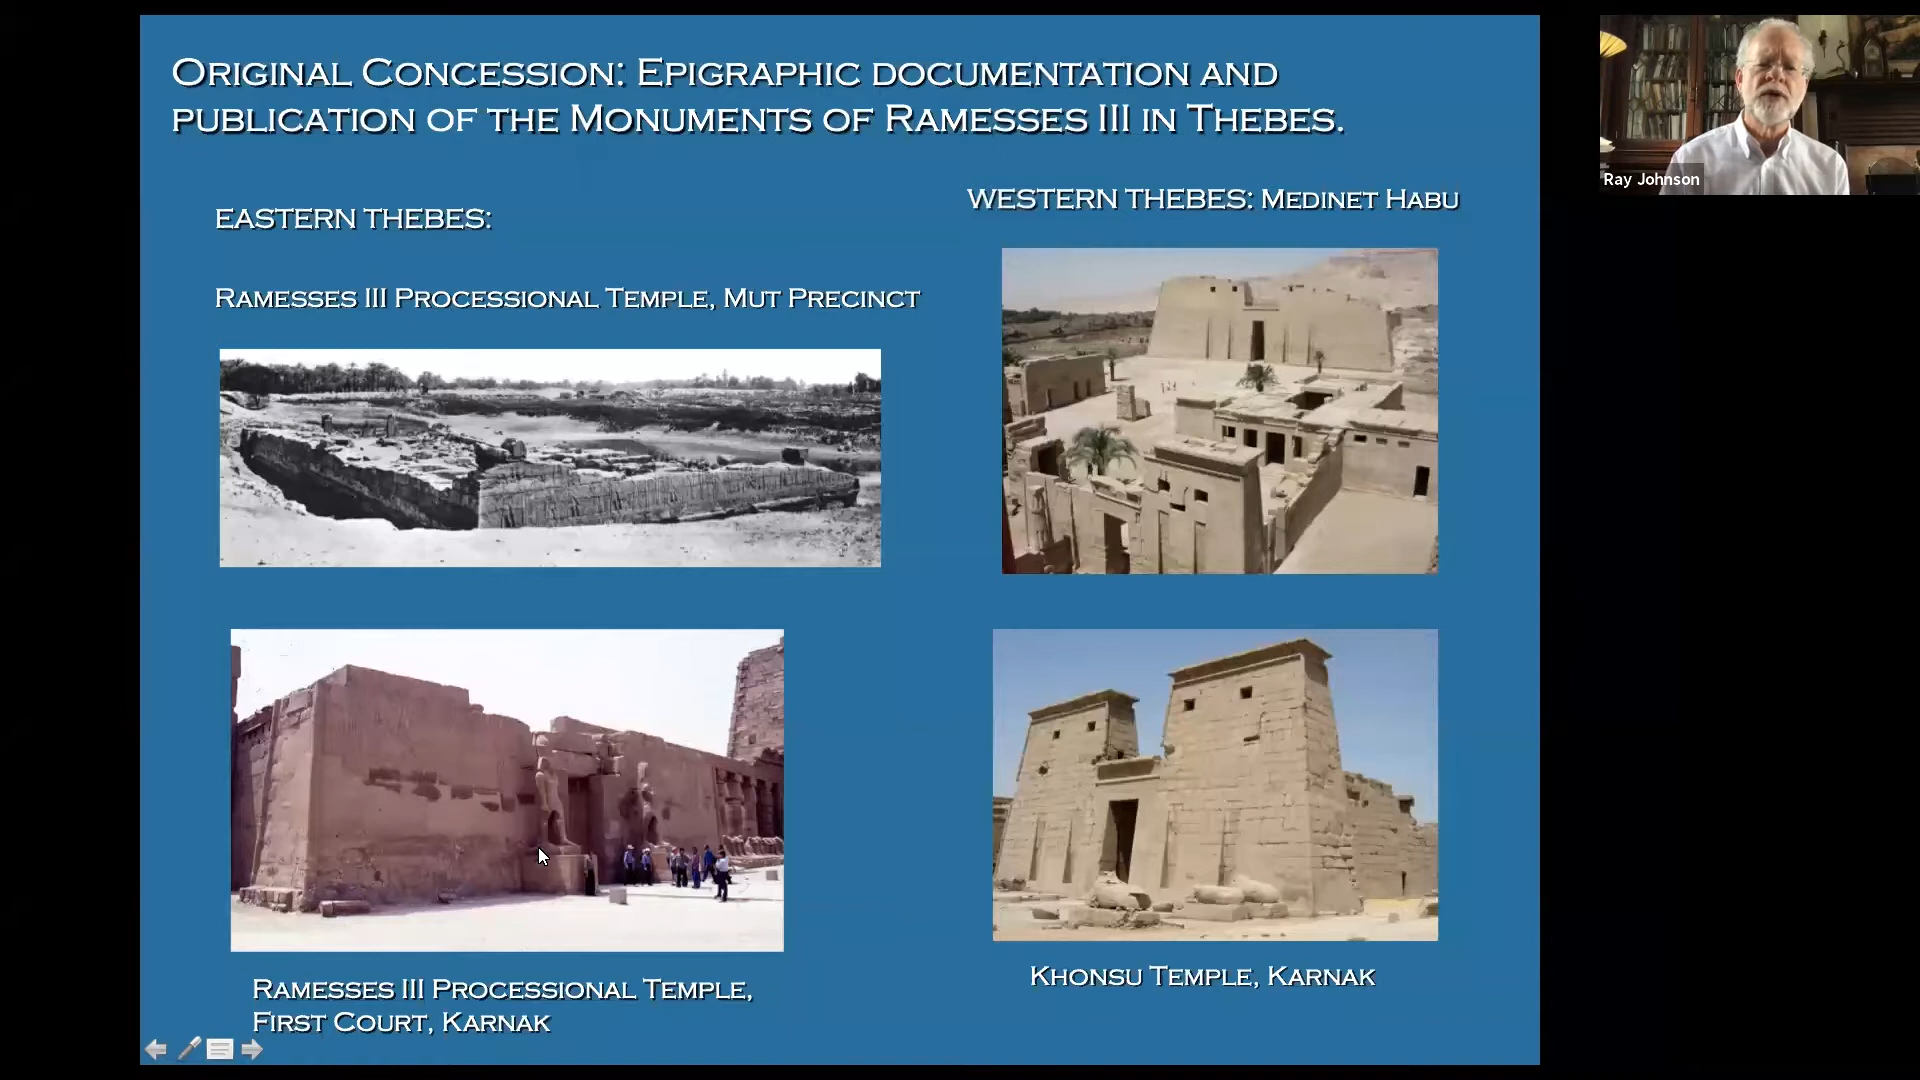 Original Concession: Epigraphic documentation and
publication of the Monuments of Ramesses III in Thebes.
EASTERN THEBES:
Ramesses III Processional Temple, Mut Precinct
WESTERN THEBES: Medinet Habu
Ramesses III Processional Temple,
First Court, Karnak
Khonsu Temple, Karnak
Ray Johnson